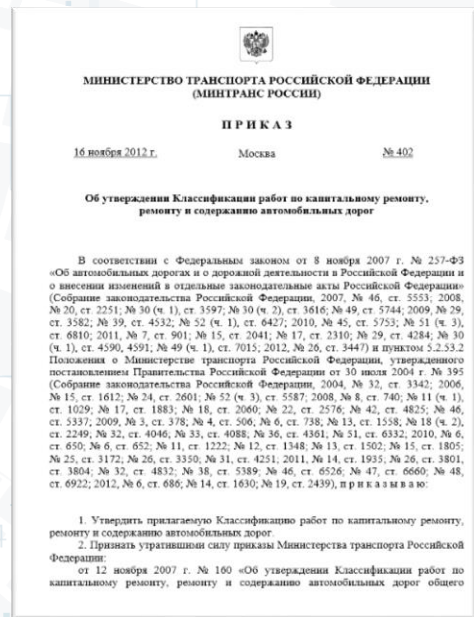 МИНИСТЕРСТВО ТРАНСПОРТА РОССИЙСКОЙ ФЕДЕРАЦИИ
(МИНТРАНС РОССИИ)
П Р И К А З
16 ноября 2012 г. Москва № 402
Об утверждении Классификации работ по капитальному ремонту,
ремонту и содержанию автомобильных дорог
В соответствии с Федеральным законом от 8 ноября 2007 г. № 257-ФЗ
«Об автомобильных дорогах и о дорожной деятельности в Российской Федерации и
о внесении изменений в отдельные законодательные акты Российской Федерации»
(Собрание законодательства Российской Федерации, 2007, № 46, ст. 5553; 2008,
№ 20, ст. 2251; № 30 (ч. 1), ст. 3597; № 30 (ч. 2), ст. 3616; № 49, ст. 5744; 2009, № 29,
ст. 3582; № 39, ст. 4532; № 52 (ч. 1), ст. 6427; 2010, № 45, ст. 5753; № 51 (ч. 3),
ст. 6810; 2011, № 7, ст. 901; № 15, ст. 2041; № 17, ст. 2310; № 29, ст. 4284; № 30
(ч. 1), ст. 4590, 4591; № 49 (ч. 1), ст. 7015; 2012, № 26, ст. 3447) и пунктом 5.2.53.2
Положения о Министерстве транспорта Российской Федерации, утвержденного
постановлением Правительства Российской Федерации от 30 июля 2004 г. № 395
(Собрание законодательства Российской Федерации, 2004, № 32, ст. 3342; 2006,
№ 15, ст. 1612; № 24, ст. 2601; № 52 (ч. 3), ст. 5587; 2008, № 8, ст. 740; № 11 (ч. 1),
ст. 1029; № 17, ст. 1883; № 18, ст. 2060; № 22, ст. 2576; № 42, ст. 4825; № 46,
ст. 5337; 2009, № 3, ст. 378; № 4, ст. 506; № 6, ст. 738; № 13, ст. 1558; № 18 (ч. 2),
ст. 2249; № 32, ст. 4046; № 33, ст. 4088; № 36, ст. 4361; № 51, ст. 6332; 2010, № 6,
ст. 650; № 6, ст. 652; № 11, ст. 1222; № 12, ст. 1348; № 13, ст. 1502; № 15, ст. 1805;
№ 25, ст. 3172; № 26, ст. 3350; № 31, ст. 4251; 2011, № 14, ст. 1935; № 26, ст. 3801,
ст. 3804; № 32, ст. 4832; № 38, ст. 5389; № 46, ст. 6526; № 47, ст. 6660; № 48,
ст. 6922; 2012, № 6, ст. 686; № 14, ст. 1630; № 19, ст. 2439), п р и к а з ы в а ю:
1. Утвердить прилагаемую Классификацию работ по капитальному ремонту,
ремонту и содержанию автомобильных дорог.
2. Признать утратившими силу приказы Министерства транспорта Российской
Федерации:
от 12 ноября 2007 г. № 160 «Об утверждении Классификации работ по
капитальному ремонту, ремонту и содержанию автомобильных дорог общего